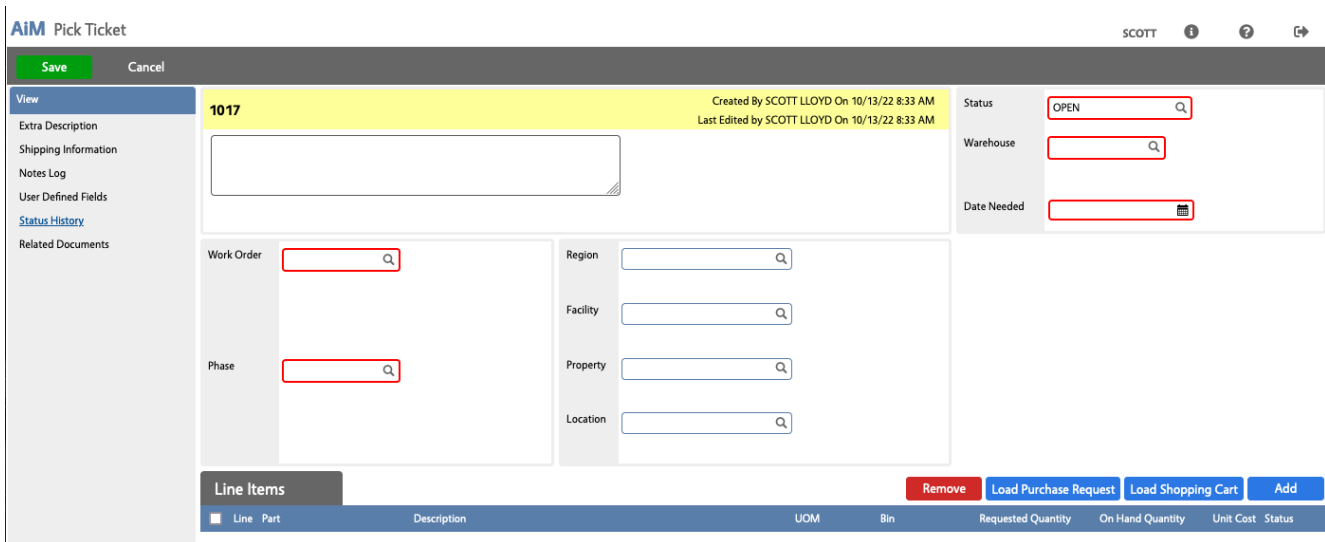 AiM Pick Ticket
SCOTT
Save Cancel
View
Extra Description
Shipping Information
Notes Log
User Defined Fields
Status History
Related Documents
1017
Created By SCOTT LLOYD On 10/13/22 8:33 AM
Last Edited by SCOTT LLOYD On 10/13/22 8:33 AM
Status OPEN
Warehouse
Date Needed
Work Order
Phase
Region
Facility
Property
Location
Line Items
Remove Load Purchase Request Load Shopping Cart Add
Line Part Description UOM Bin Requested Quantity On Hand Quantity Unit Cost Status